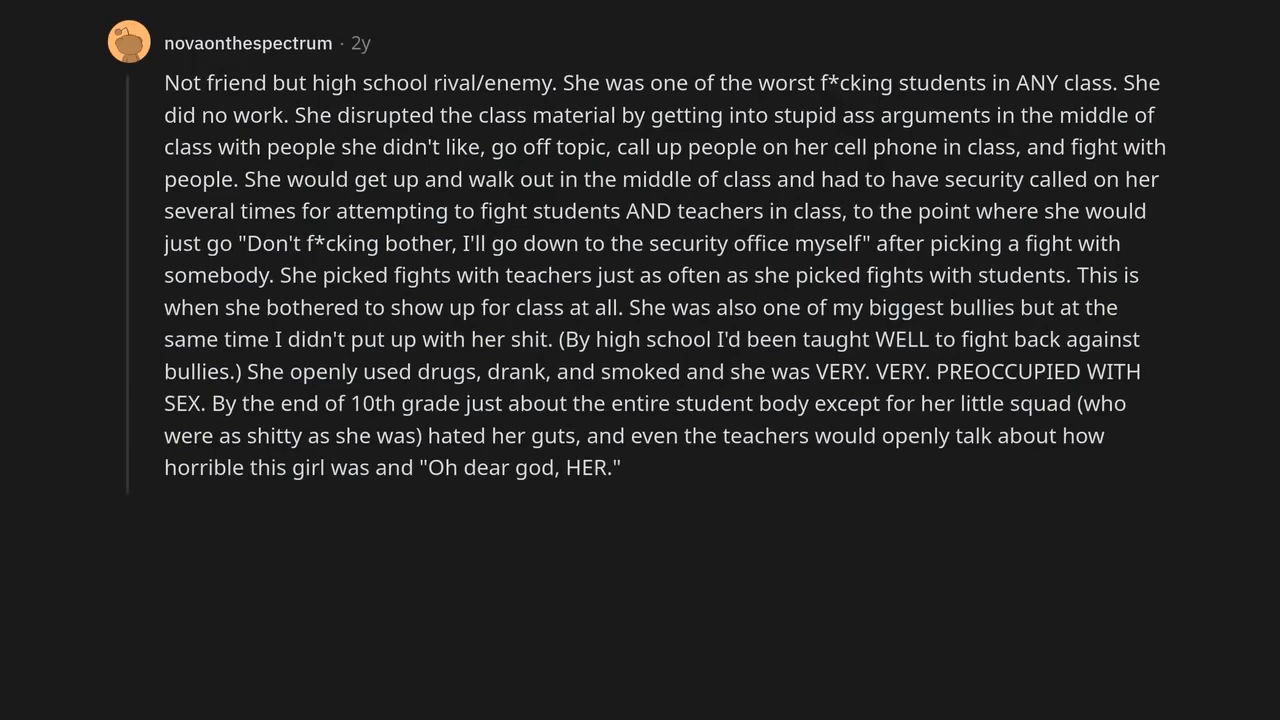 novaonthespectrum · 2y
Not friend but high school rival/enemy. She was one of the worst f*cking students in ANY class. She
did no work. She disrupted the class material by getting into stupid ass arguments in the middle of
class with people she didn't like, go off topic, call up people on her cell phone in class, and fight with
people. She would get up and walk out in the middle of class and had to have security called on her
several times for attempting to fight students AND teachers in class, to the point where she would
just go "Don't f*cking bother, I'll go down to the security office myself" after picking a fight with
somebody. She picked fights with teachers just as often as she picked fights with students. This is
when she bothered to show up for class at all. She was also one of my biggest bullies but at the
same time I didn't put up with her shit. (By high school I'd been taught WELL to fight back against
bullies.) She openly used drugs, drank, and smoked and she was VERY. VERY. PREOCCUPIED WITH
SEX. By the end of 10th grade just about the entire student body except for her little squad (who
were as shitty as she was) hated her guts, and even the teachers would openly talk about how
horrible this girl was and "Oh dear god, HER."